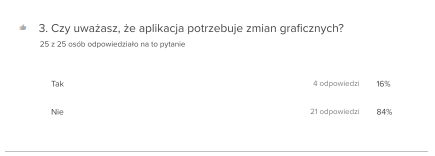 3. Czy uważasz, że aplikacja potrzebuje zmian graficznych?
25 z 25 osób odpowiedziało na to pytanie
Tak 4 odpowiedzi 16%
Nie 21 odpowiedzi 84%